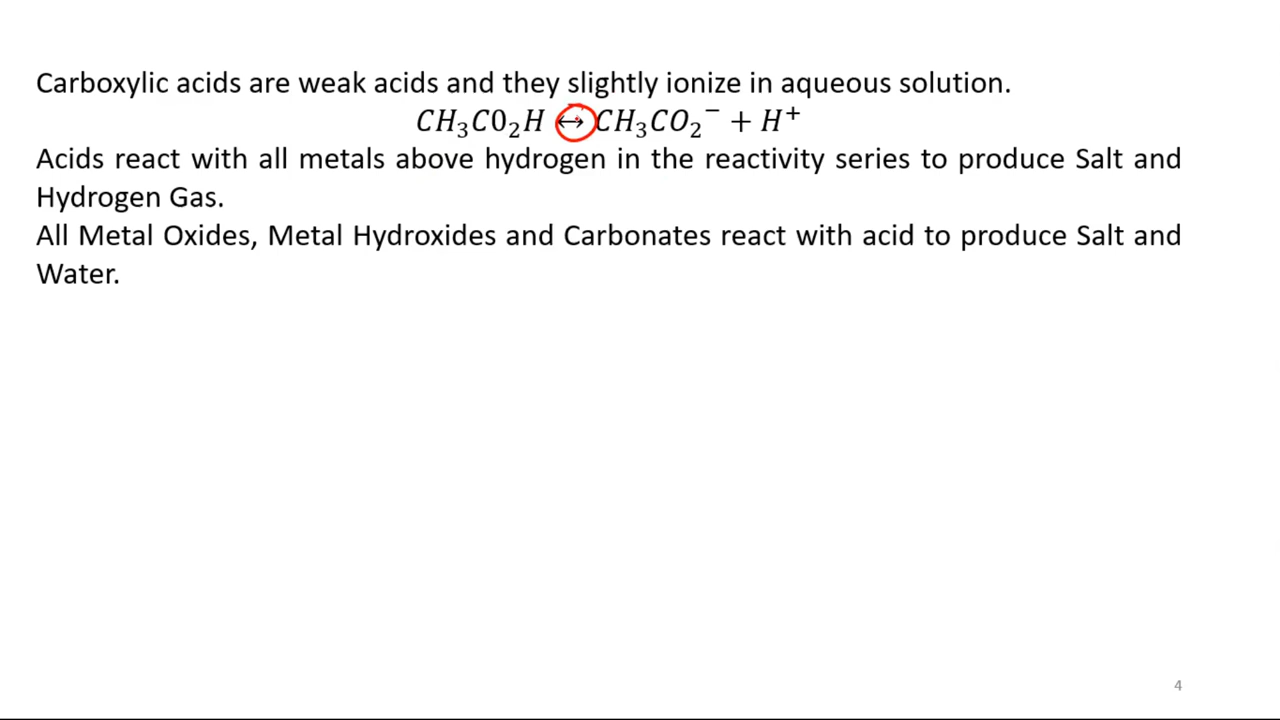 Carboxylic acids are weak acids and they slightly ionize in aqueous solution.
CH₃C0₂H ↔ CH₃CO₂⁻ + H⁺
Acids react with all metals above hydrogen in the reactivity series to produce Salt and
Hydrogen Gas.
All Metal Oxides, Metal Hydroxides and Carbonates react with acid to produce Salt and
Water.
4